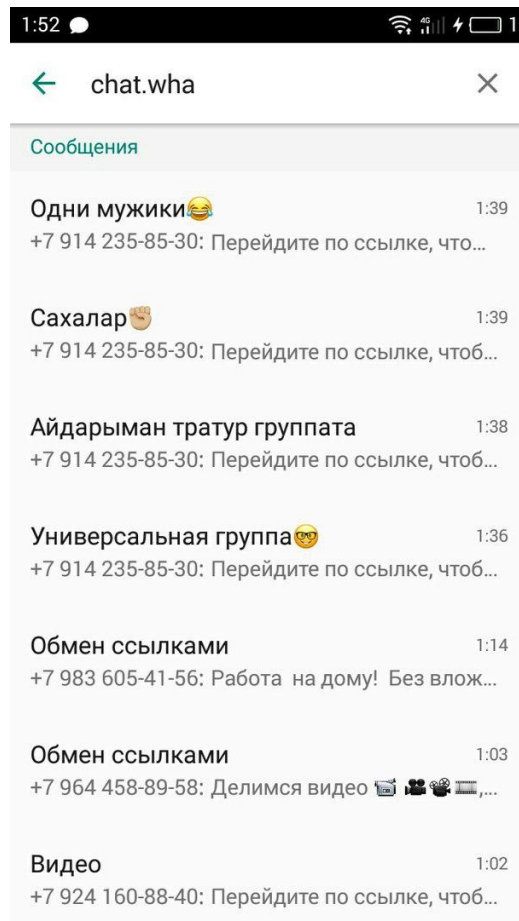 1:52
4G
1
chat.wha
Сообщения
Одни мужики😂 1:39
+7 914 235-85-30: Перейдите по ссылке, что...
Сахалар✊🏼 1:39
+7 914 235-85-30: Перейдите по ссылке, чтоб...
Айдарыман тратур группата 1:38
+7 914 235-85-30: Перейдите по ссылке, чтоб...
Универсальная группа🤓 1:36
+7 914 235-85-30: Перейдите по ссылке, чтоб...
Обмен ссылками 1:14
+7 983 605-41-56: Работа на дому! Без влож...
Обмен ссылками 1:03
+7 964 458-89-58: Делимся видео 📹 🎥📽🎞,...
Видео 1:02
+7 924 160-88-40: Перейдите по ссылке, чтоб...